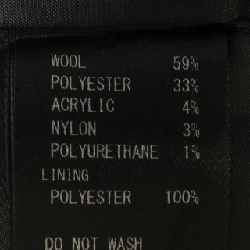 WOOL 59%
POLYESTER 33%
ACRYLIC 4%
NYLON 3%
POLYURETHANE 1%
LINING
POLYESTER 100%
DO NOT WASH